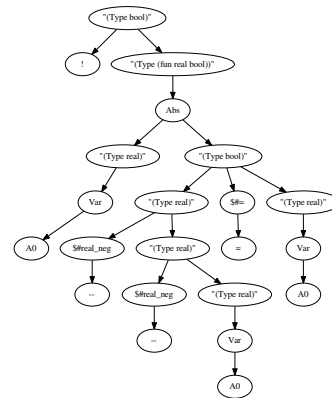 "(Type bool)"
!
"(Type (fun real bool))"
Abs
"(Type real)"
"(Type bool)"
Var
"(Type real)"
$#=
"(Type real)"
A0
$#real_neg
"(Type real)"
=
Var
--
$#real_neg
"(Type real)"
A0
--
Var
A0